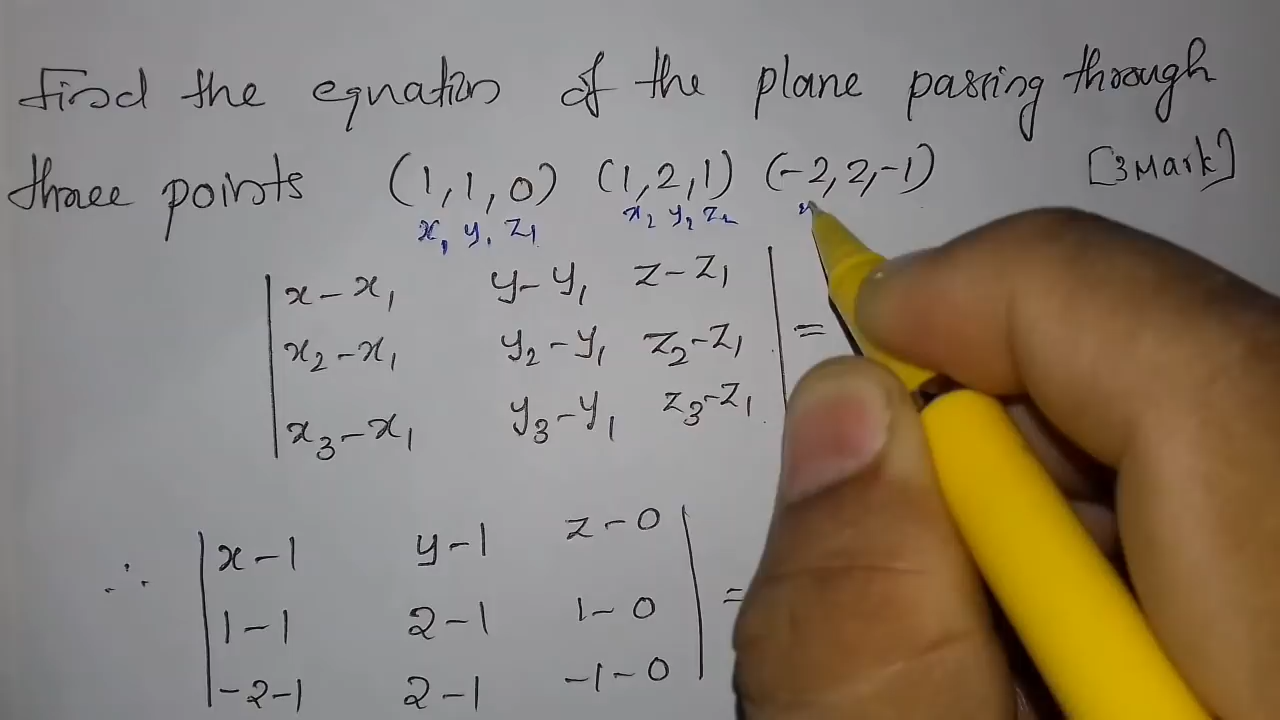 Find the equation of the plane passing through
three points (1,1,0) (1,2,1) (-2,2,-1) [3 Mark]
x₁ y₁ z₁ x₂ y₂ z₂
| x-x₁ y-y₁ z-z₁ |
| x₂-x₁ y₂-y₁ z₂-z₁ | =
| x₃-x₁ y₃-y₁ z₃-z₁ |
| x-1 y-1 z-0 |
∴ | 1-1 2-1 1-0 | =
| -2-1 2-1 -1-0 |